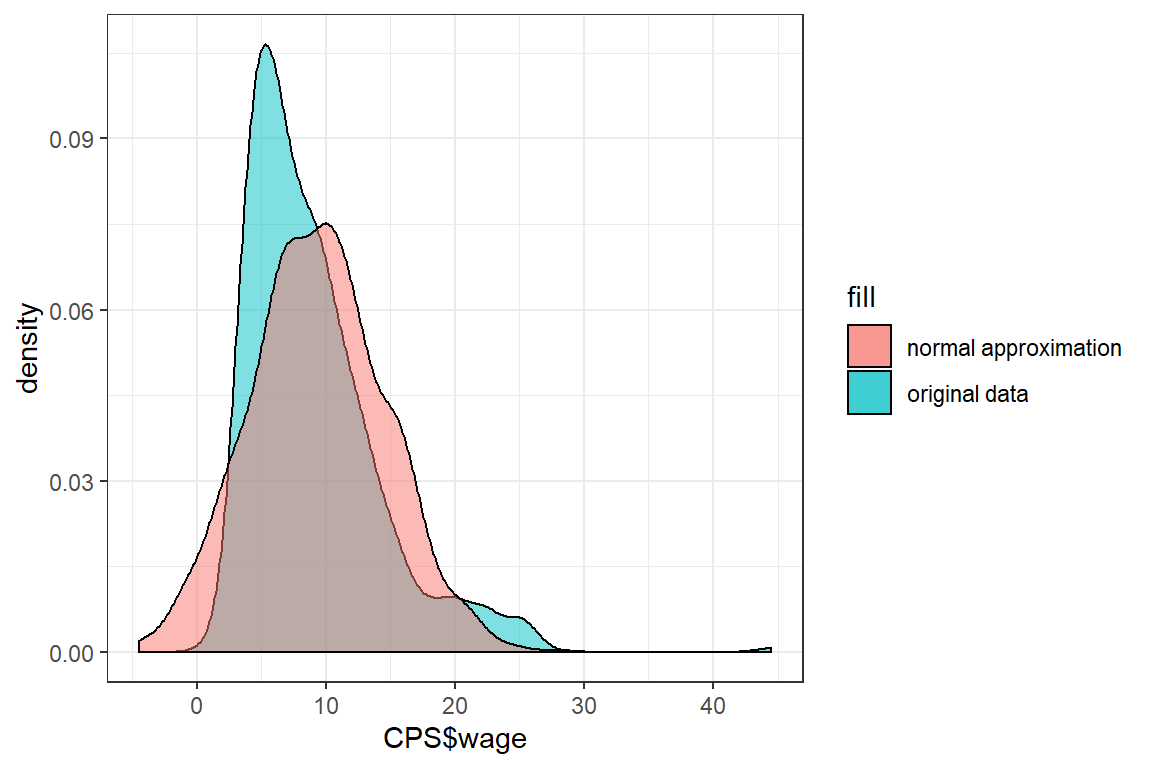 density
0.09
0.06
0.03
0.00
0 10 20 30 40
CPS$wage
fill
normal approximation
original data